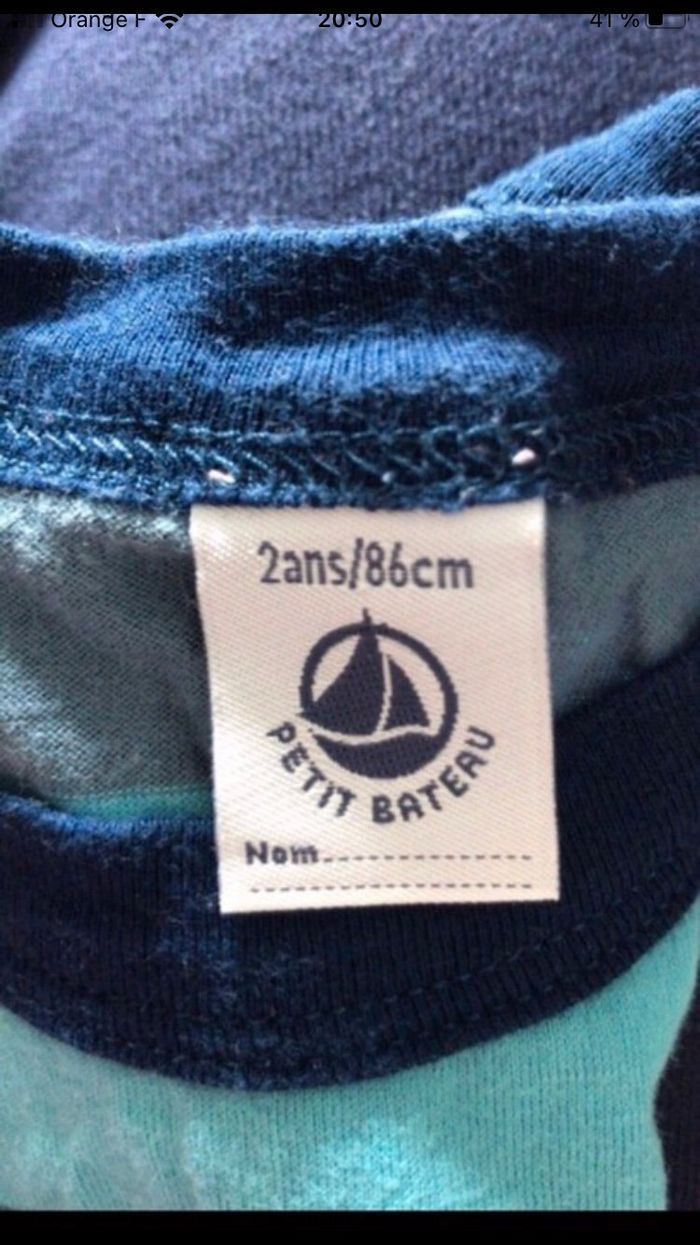 Orange F 20:50 41 %
2ans/86cm
PETIT BATEAU
Nom